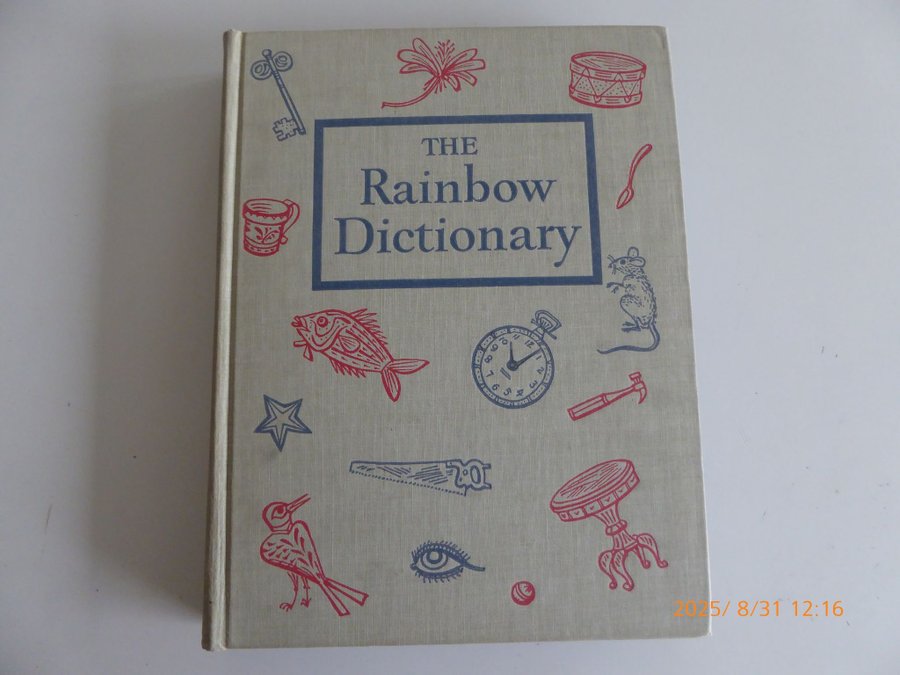 THE
Rainbow
Dictionary
2025/ 8/31 12:16